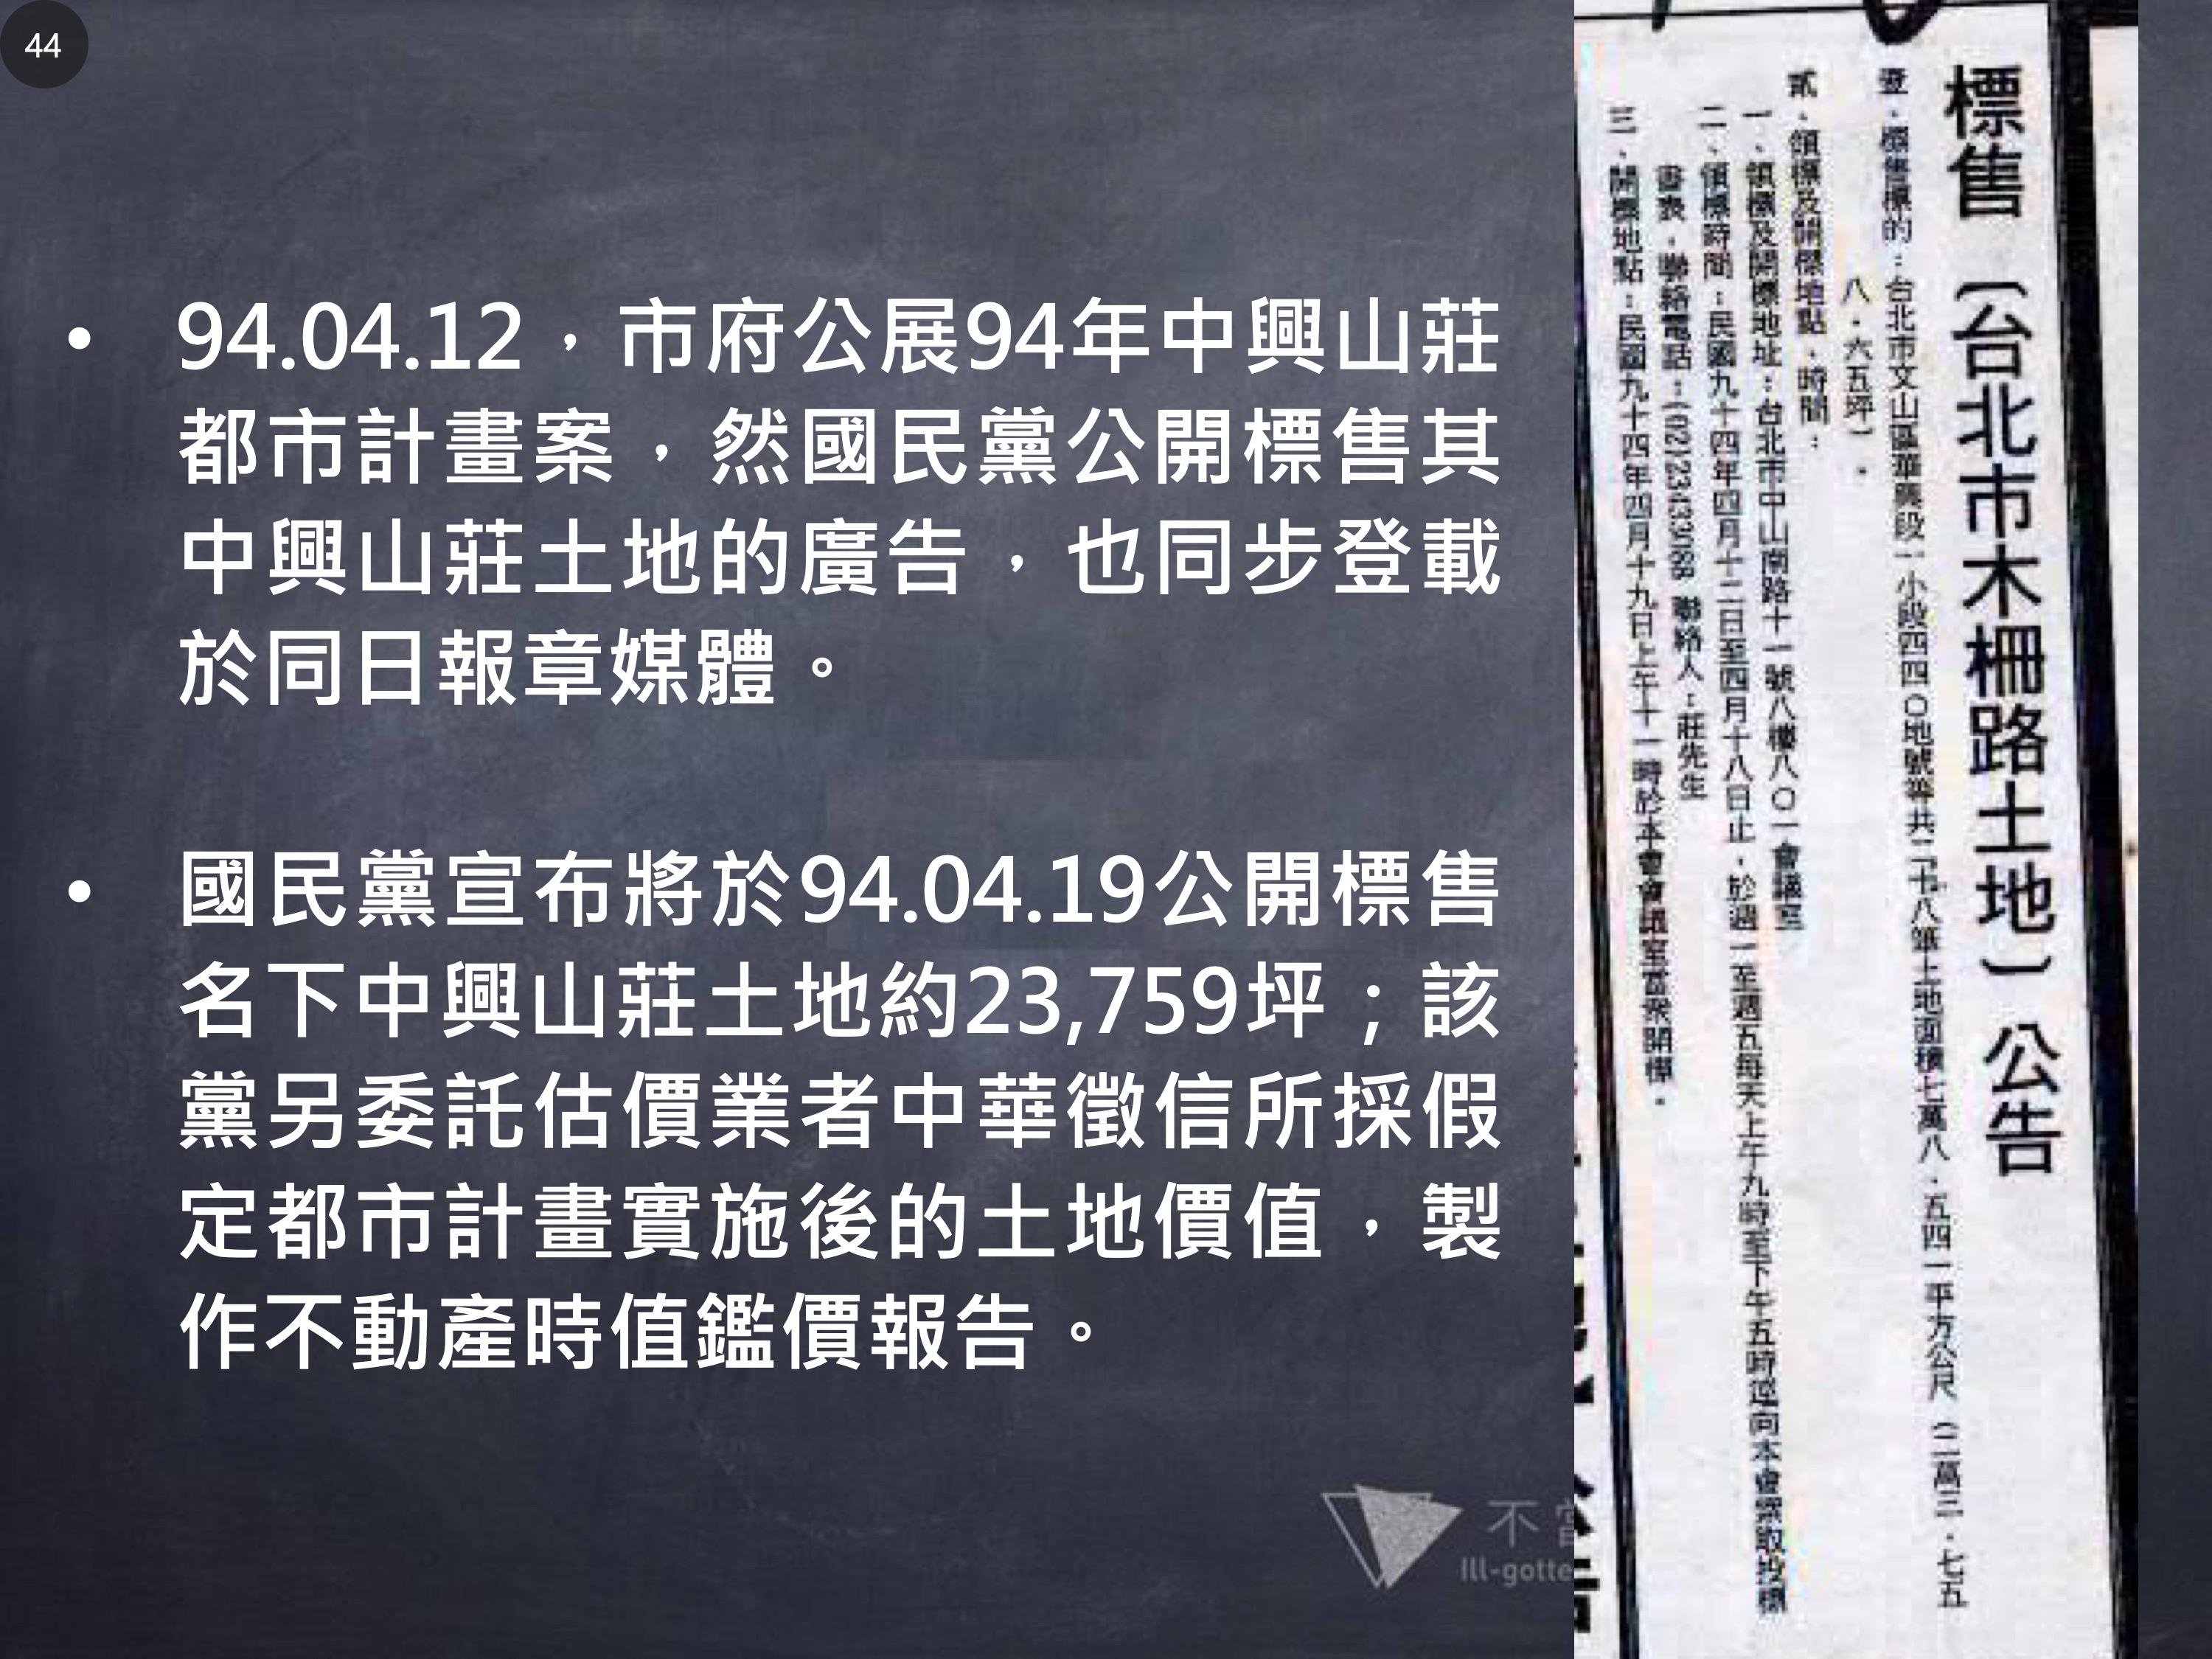 44
• 94.04.12，市府公展94年中興山莊
都市計畫案，然國民黨公開標售其
中興山莊土地的廣告，也同步登載
於同日報章媒體。
• 國民黨宣布將於94.04.19公開標售
名下中興山莊土地約23,759坪；該
黨另委託估價業者中華徵信所採假
定都市計畫實施後的土地價值，製
作不動產時值鑑價報告。
標售（台北市木柵路土地）公告
壹、標售標的：台北市文山區華興段一小段四四〇地號等共二十八筆土地面積七萬八．五四一平方公尺（二萬三．七五
八．六五坪）．
貳、領標及開標地點、時間：
一、領標及開標地址：台北市中山南路十一號八樓八〇一會議室
二、領標時間：民國九十四年四月十二日至四月十八日止，於週一至週五每天上午九時至下午五時逕向本會索取投標
書表，聯絡電話：(02)23433988 聯絡人：莊先生
三、開標地點：民國九十四年四月十九日上午十一時於本會會議室當眾開標．
不
Ill-gotte